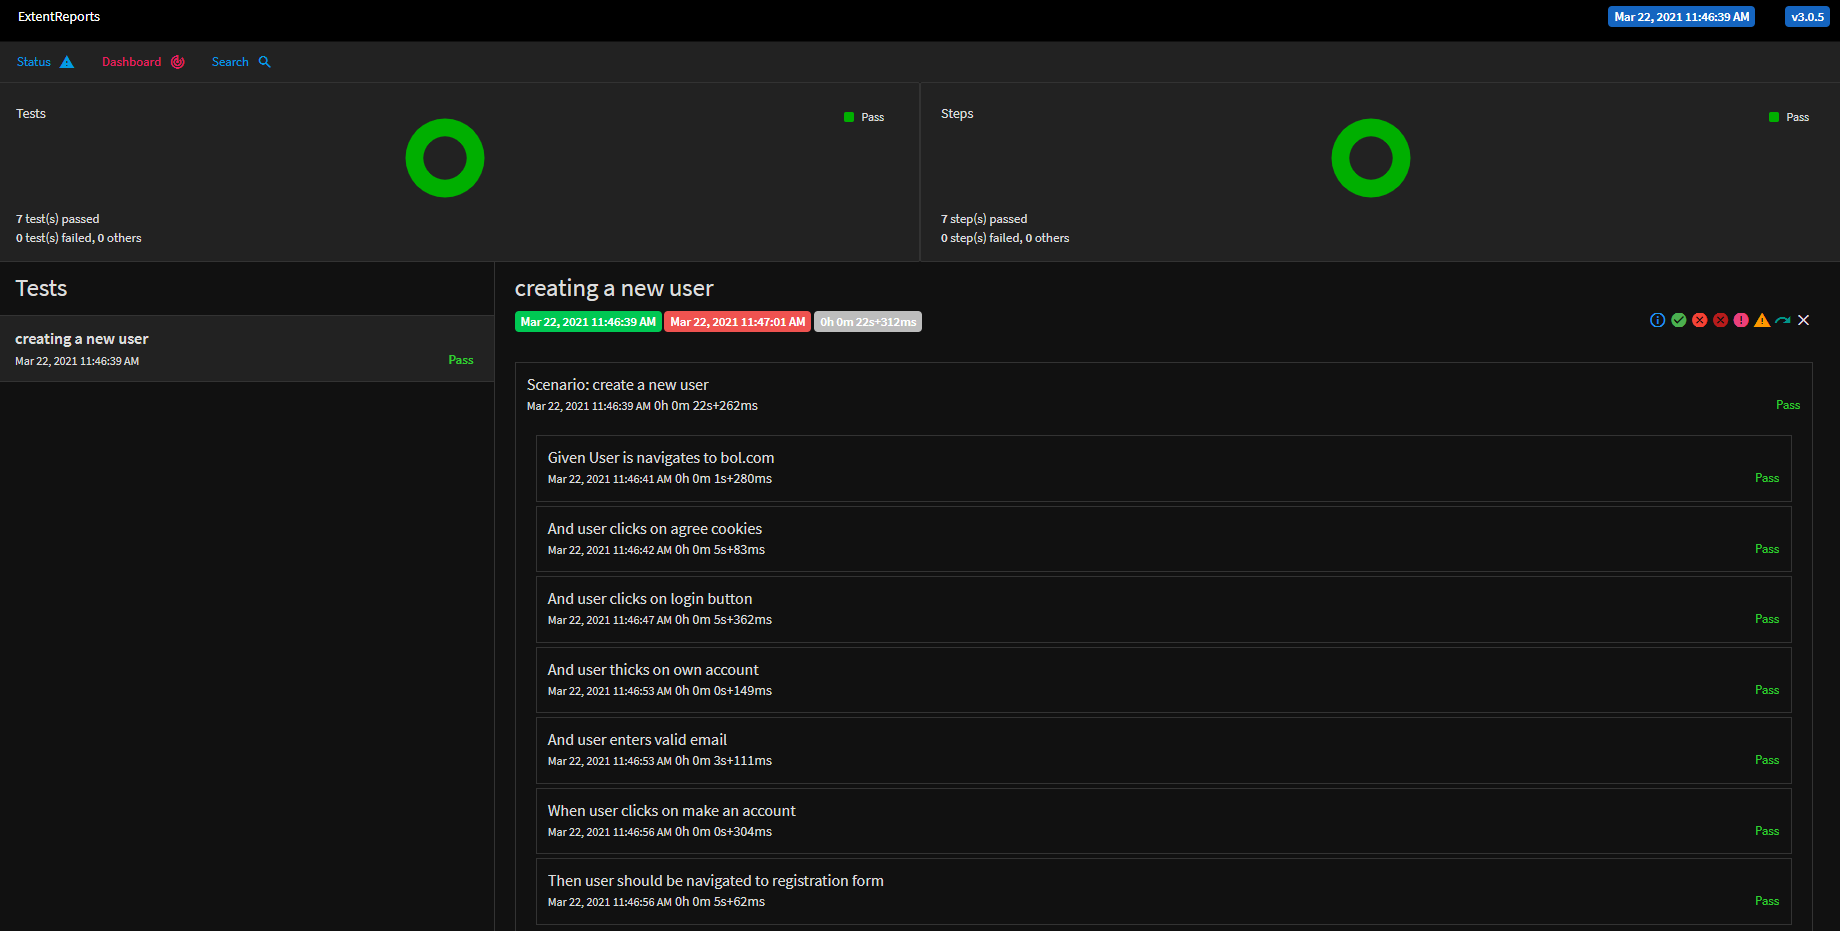 ExtentReports
Mar 22, 2021 11:46:39 AM
v3.0.5
Status
Dashboard
Search
Tests
Pass
7 test(s) passed
0 test(s) failed, 0 others
Steps
Pass
7 step(s) passed
0 step(s) failed, 0 others
Tests
creating a new user
Mar 22, 2021 11:46:39 AM
Pass
creating a new user
Mar 22, 2021 11:46:39 AM Mar 22, 2021 11:47:01 AM 0h 0m 22s+312ms
Scenario: create a new user
Mar 22, 2021 11:46:39 AM 0h 0m 22s+262ms
Pass
Given User is navigates to bol.com
Mar 22, 2021 11:46:41 AM 0h 0m 1s+280ms
Pass
And user clicks on agree cookies
Mar 22, 2021 11:46:42 AM 0h 0m 5s+83ms
Pass
And user clicks on login button
Mar 22, 2021 11:46:47 AM 0h 0m 5s+362ms
Pass
And user thicks on own account
Mar 22, 2021 11:46:53 AM 0h 0m 0s+149ms
Pass
And user enters valid email
Mar 22, 2021 11:46:53 AM 0h 0m 3s+111ms
Pass
When user clicks on make an account
Mar 22, 2021 11:46:56 AM 0h 0m 0s+304ms
Pass
Then user should be navigated to registration form
Mar 22, 2021 11:46:56 AM 0h 0m 5s+62ms
Pass